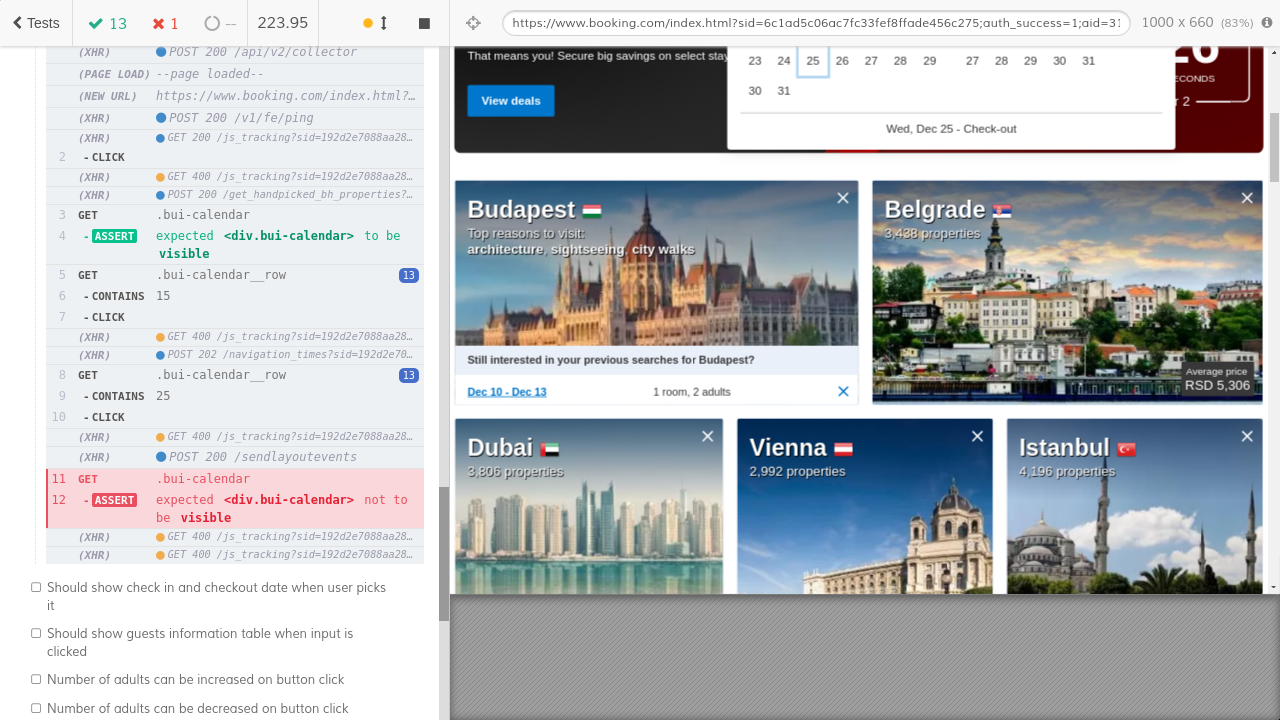 Tests
13
1
--
223.95
https://www.booking.com/index.html?sid=6c1ad5c06ac7fc33fef8ffade456c275;auth_success=1;aid=31
1000 x 660 (83%)
(XHR) POST 200 /api/v2/collector
(PAGE LOAD) --page loaded--
(NEW URL) https://www.booking.com/index.html?…
(XHR) POST 200 /v1/fe/ping
(XHR) GET 200 /js_tracking?sid=192d2e7088aa28…
2 -CLICK
(XHR) GET 400 /js_tracking?sid=192d2e7088aa28…
(XHR) POST 200 /get_handpicked_bh_properties?…
3 GET .bui-calendar
4 -ASSERT expected <div.bui-calendar> to be
visible
5 GET .bui-calendar__row 13
6 -CONTAINS 15
7 -CLICK
(XHR) GET 400 /js_tracking?sid=192d2e7088aa28…
(XHR) POST 202 /navigation_times?sid=192d2e70…
8 GET .bui-calendar__row 13
9 -CONTAINS 25
10 -CLICK
(XHR) GET 400 /js_tracking?sid=192d2e7088aa28…
(XHR) POST 200 /sendlayoutevents
11 GET .bui-calendar
12 -ASSERT expected <div.bui-calendar> not to
be visible
(XHR) GET 400 /js_tracking?sid=192d2e7088aa28…
(XHR) GET 400 /js_tracking?sid=192d2e7088aa28…
Should show check in and checkout date when user picks
it
Should show guests information table when input is
clicked
Number of adults can be increased on button click
Number of adults can be decreased on button click
That means you! Secure big savings on select stay
View deals
23 24 25 26 27 28 29 27 28 29 30 31
30 31
Wed, Dec 25 - Check-out
ECONDS
r 2
Budapest
Top reasons to visit:
architecture, sightseeing, city walks
Still interested in your previous searches for Budapest?
Dec 10 - Dec 13 1 room, 2 adults
Belgrade
3,438 properties
Average price
RSD 5,306
Dubai
3,806 properties
Vienna
2,992 properties
Istanbul
4,196 properties